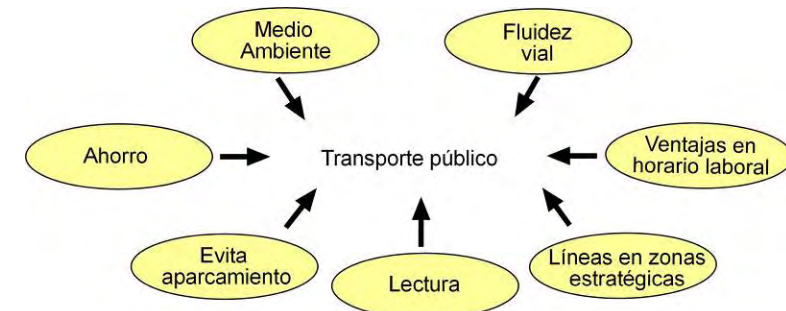 Medio
Ambiente
Fluidez
vial
Ahorro
Transporte público
Ventajas en
horario laboral
Evita
aparcamiento
Lectura
Líneas en zonas
estratégicas